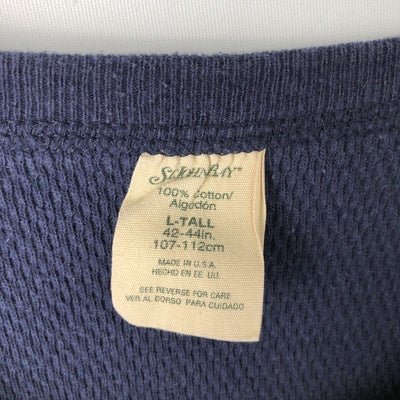 St. John's Bay®
100% Cotton/
Algodón
L-TALL
42-44in.
107-112cm
MADE IN U.S.A.
HECHO EN EE. UU.
SEE REVERSE FOR CARE
VER AL DORSO PARA CUIDADO